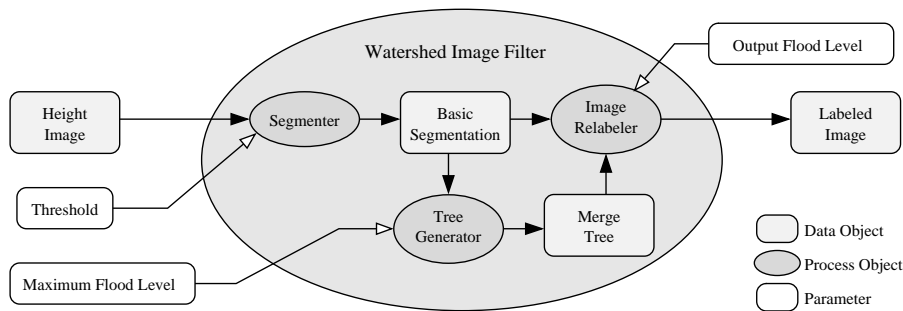 Watershed Image Filter
Output Flood Level
Height
Image
Segmenter
Basic
Segmentation
Image
Relabeler
Labeled
Image
Threshold
Tree
Generator
Merge
Tree
Maximum Flood Level
Data Object
Process Object
Parameter